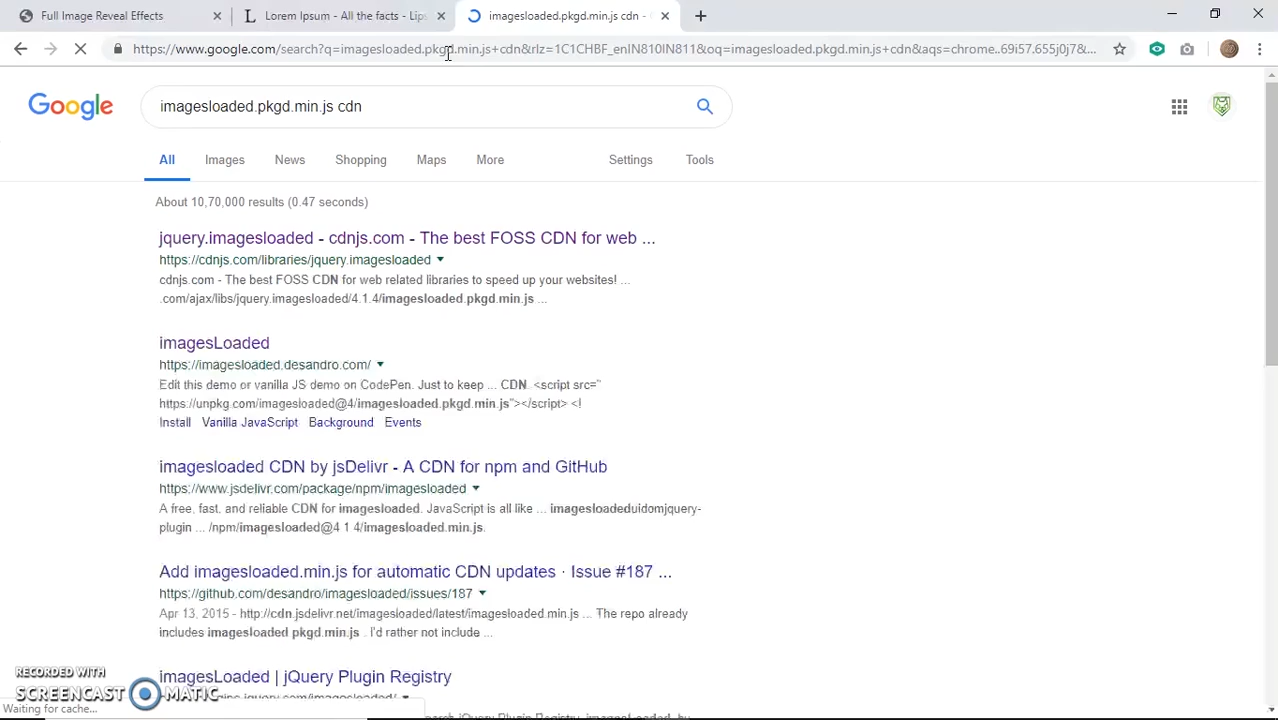 Full Image Reveal Effects
Lorem Ipsum - All the facts - Lips
imagesloaded.pkgd.min.js cdn -
https://www.google.com/search?q=imagesloaded.pkgd.min.js+cdn&rlz=1C1CHBF_enIN810IN811&oq=imagesloaded.pkgd.min.js+cdn&aqs=chrome..69i57.655j0j7&...
Google
imagesloaded.pkgd.min.js cdn
All Images News Shopping Maps More Settings Tools
About 10,70,000 results (0.47 seconds)
jquery.imagesloaded - cdnjs.com - The best FOSS CDN for web ...
https://cdnjs.com/libraries/jquery.imagesloaded
cdnjs.com - The best FOSS CDN for web related libraries to speed up your websites! ...
.com/ajax/libs/jquery.imagesloaded/4.1.4/imagesloaded.pkgd.min.js ...
imagesLoaded
https://imagesloaded.desandro.com/
Edit this demo or vanilla JS demo on CodePen. Just to keep ... CDN. <script src="
https://unpkg.com/imagesloaded@4/imagesloaded.pkgd.min.js"></script> <!
Install Vanilla JavaScript Background Events
imagesloaded CDN by jsDelivr - A CDN for npm and GitHub
https://www.jsdelivr.com/package/npm/imagesloaded
A free, fast, and reliable CDN for imagesloaded. JavaScript is all like ... imagesloadeduidomjquery-
plugin ... /npm/imagesloaded@4 1 4/imagesloaded.min.js.
Add imagesloaded.min.js for automatic CDN updates · Issue #187 ...
https://github.com/desandro/imagesloaded/issues/187
Apr 13, 2015 - http://cdn.jsdelivr.net/imagesloaded/latest/imagesloaded.min.js ... The repo already
includes imagesloaded pkgd.min.js . I'd rather not include ...
imagesLoaded | jQuery Plugin Registry
RECORDED WITH
SCREENCAST MATIC
Waiting for cache...